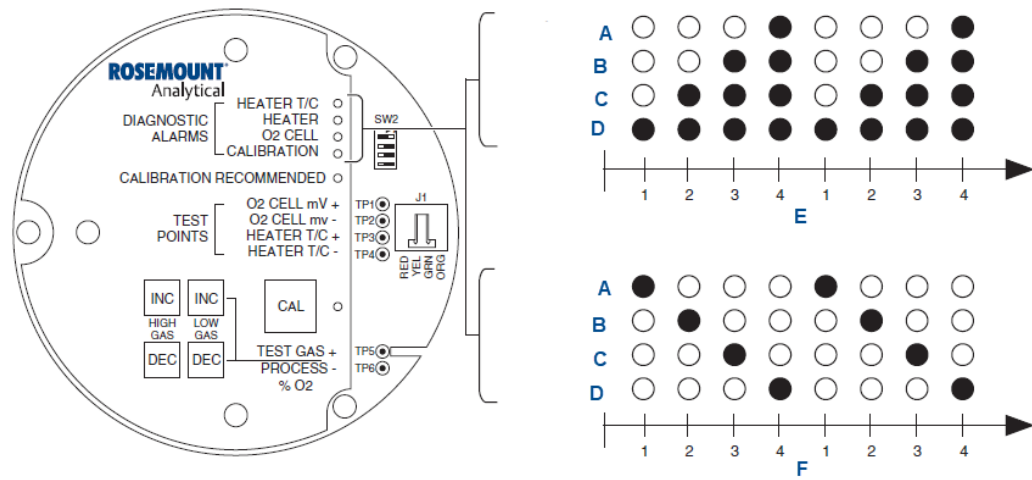 ROSEMOUNT®
Analytical
DIAGNOSTIC
ALARMS
HEATER T/C
HEATER
O2 CELL
CALIBRATION
SW2
CALIBRATION RECOMMENDED
TEST
POINTS
O2 CELL mV + TP1
O2 CELL mv - TP2
HEATER T/C + TP3
HEATER T/C - TP4
J1
RED
YEL
GRN
ORG
INC INC
HIGH GAS
LOW GAS
DEC DEC
CAL
TEST GAS + TP5
PROCESS - TP6
% O2
A
B
C
D
1 2 3 4 1 2 3 4
E
A
B
C
D
1 2 3 4 1 2 3 4
F